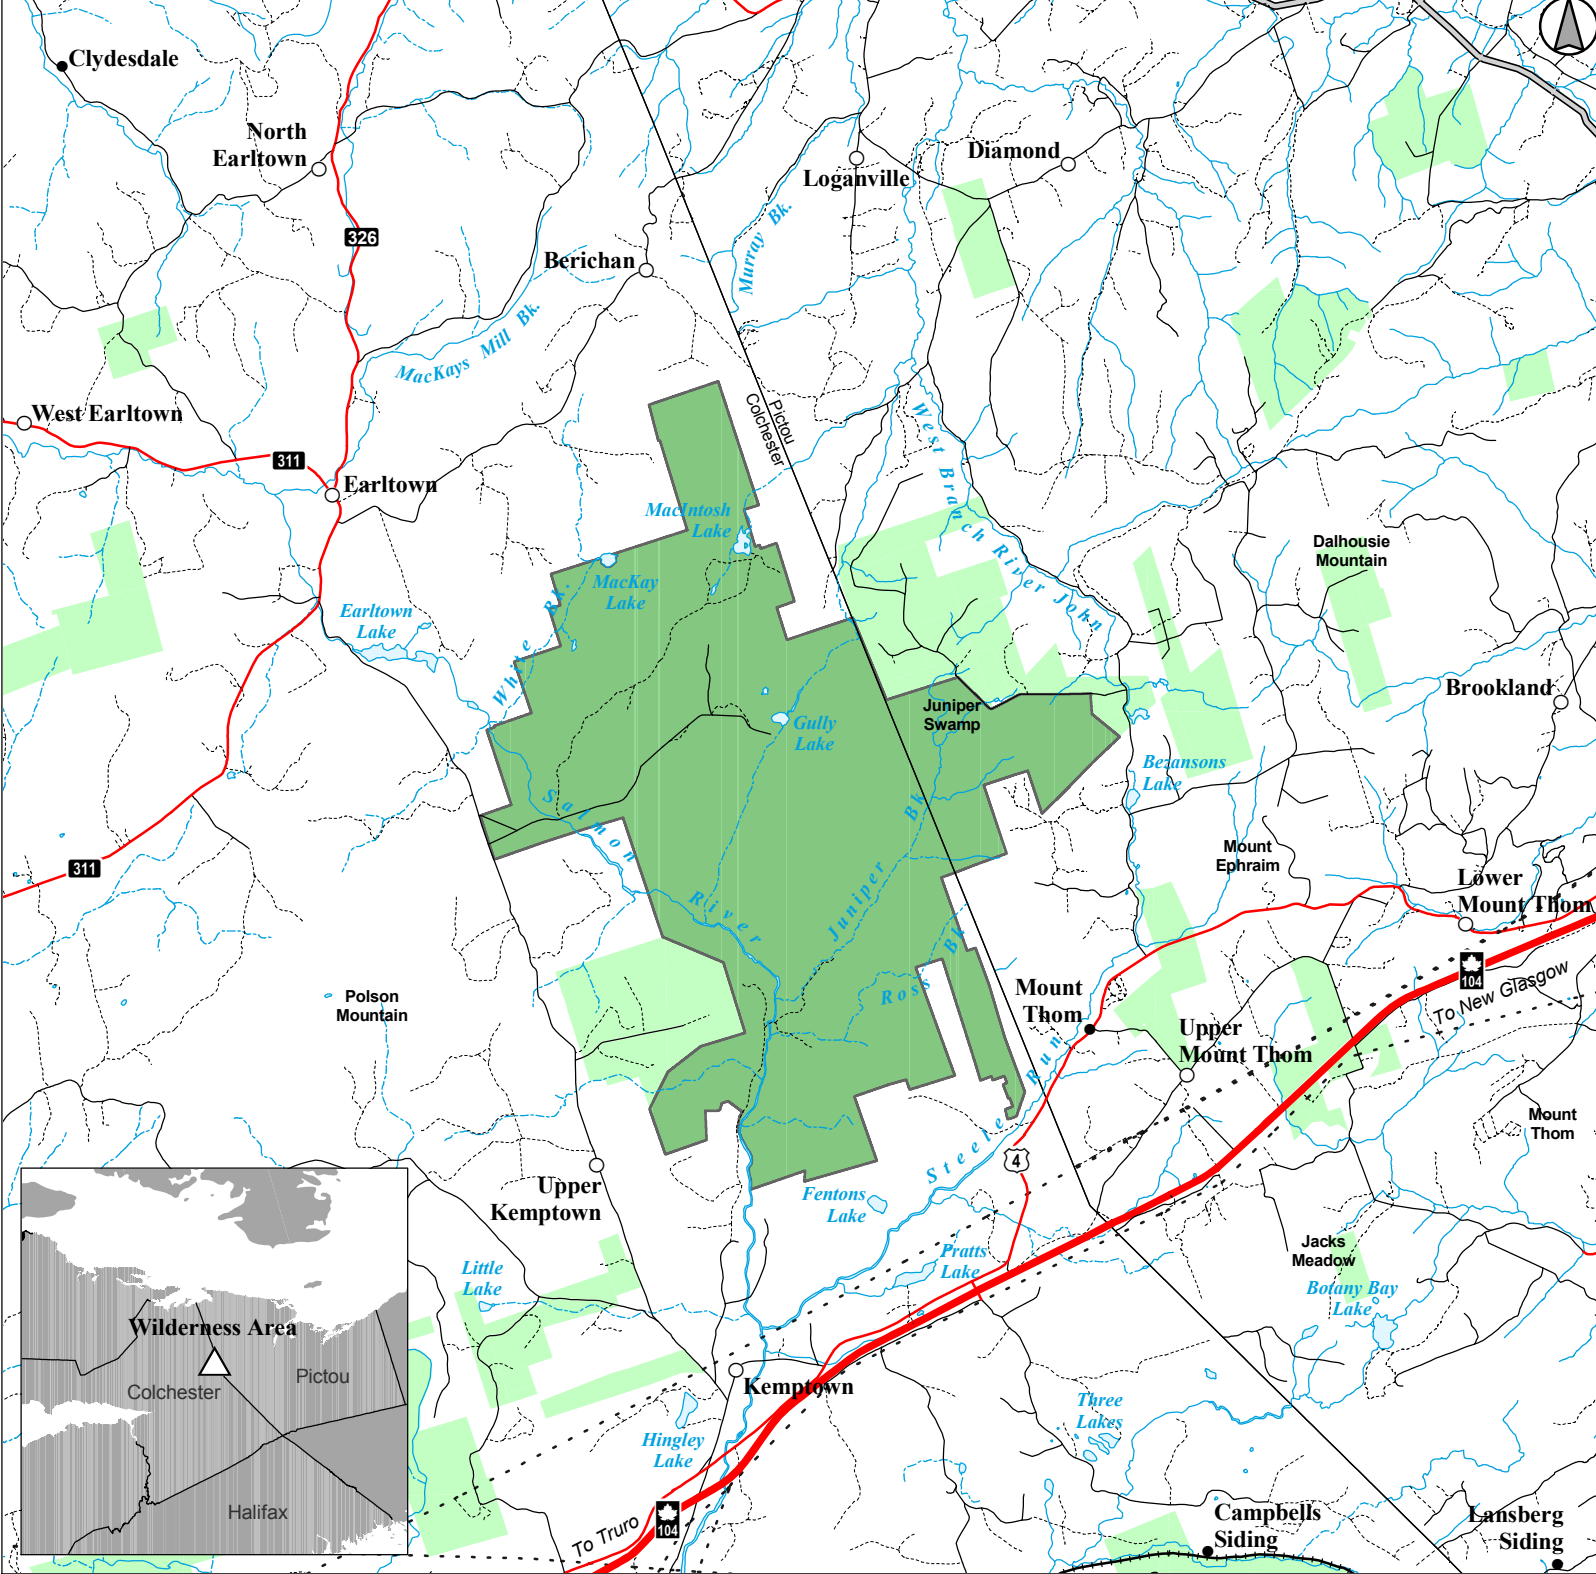 Clydesdale
North
Earltown
326
Berichan
Murray Bk.
Loganville
Diamond
MacKays Mill Bk.
West Earltown
311
Earltown
Pictou
Colchester
West Branch River John
MacIntosh
Lake
MacKay
Lake
White Bk.
Earltown
Lake
Dalhousie
Mountain
Brookland
Juniper
Swamp
Gully
Lake
Bezansons
Lake
Salmon River
Juniper Bk.
Ross Bk.
311
Mount
Ephraim
Lower
Mount Thom
104
To New Glasgow
Polson
Mountain
Mount
Thom
Upper
Mount Thom
Mount
Thom
Steele Run
4
Upper
Kemptown
Fentons
Lake
Pratts
Lake
Jacks
Meadow
Botany Bay
Lake
Little
Lake
Wilderness Area
Colchester
Pictou
Halifax
Kemptown
Hingley
Lake
Three
Lakes
104
To Truro
Campbells
Siding
Lansberg
Siding